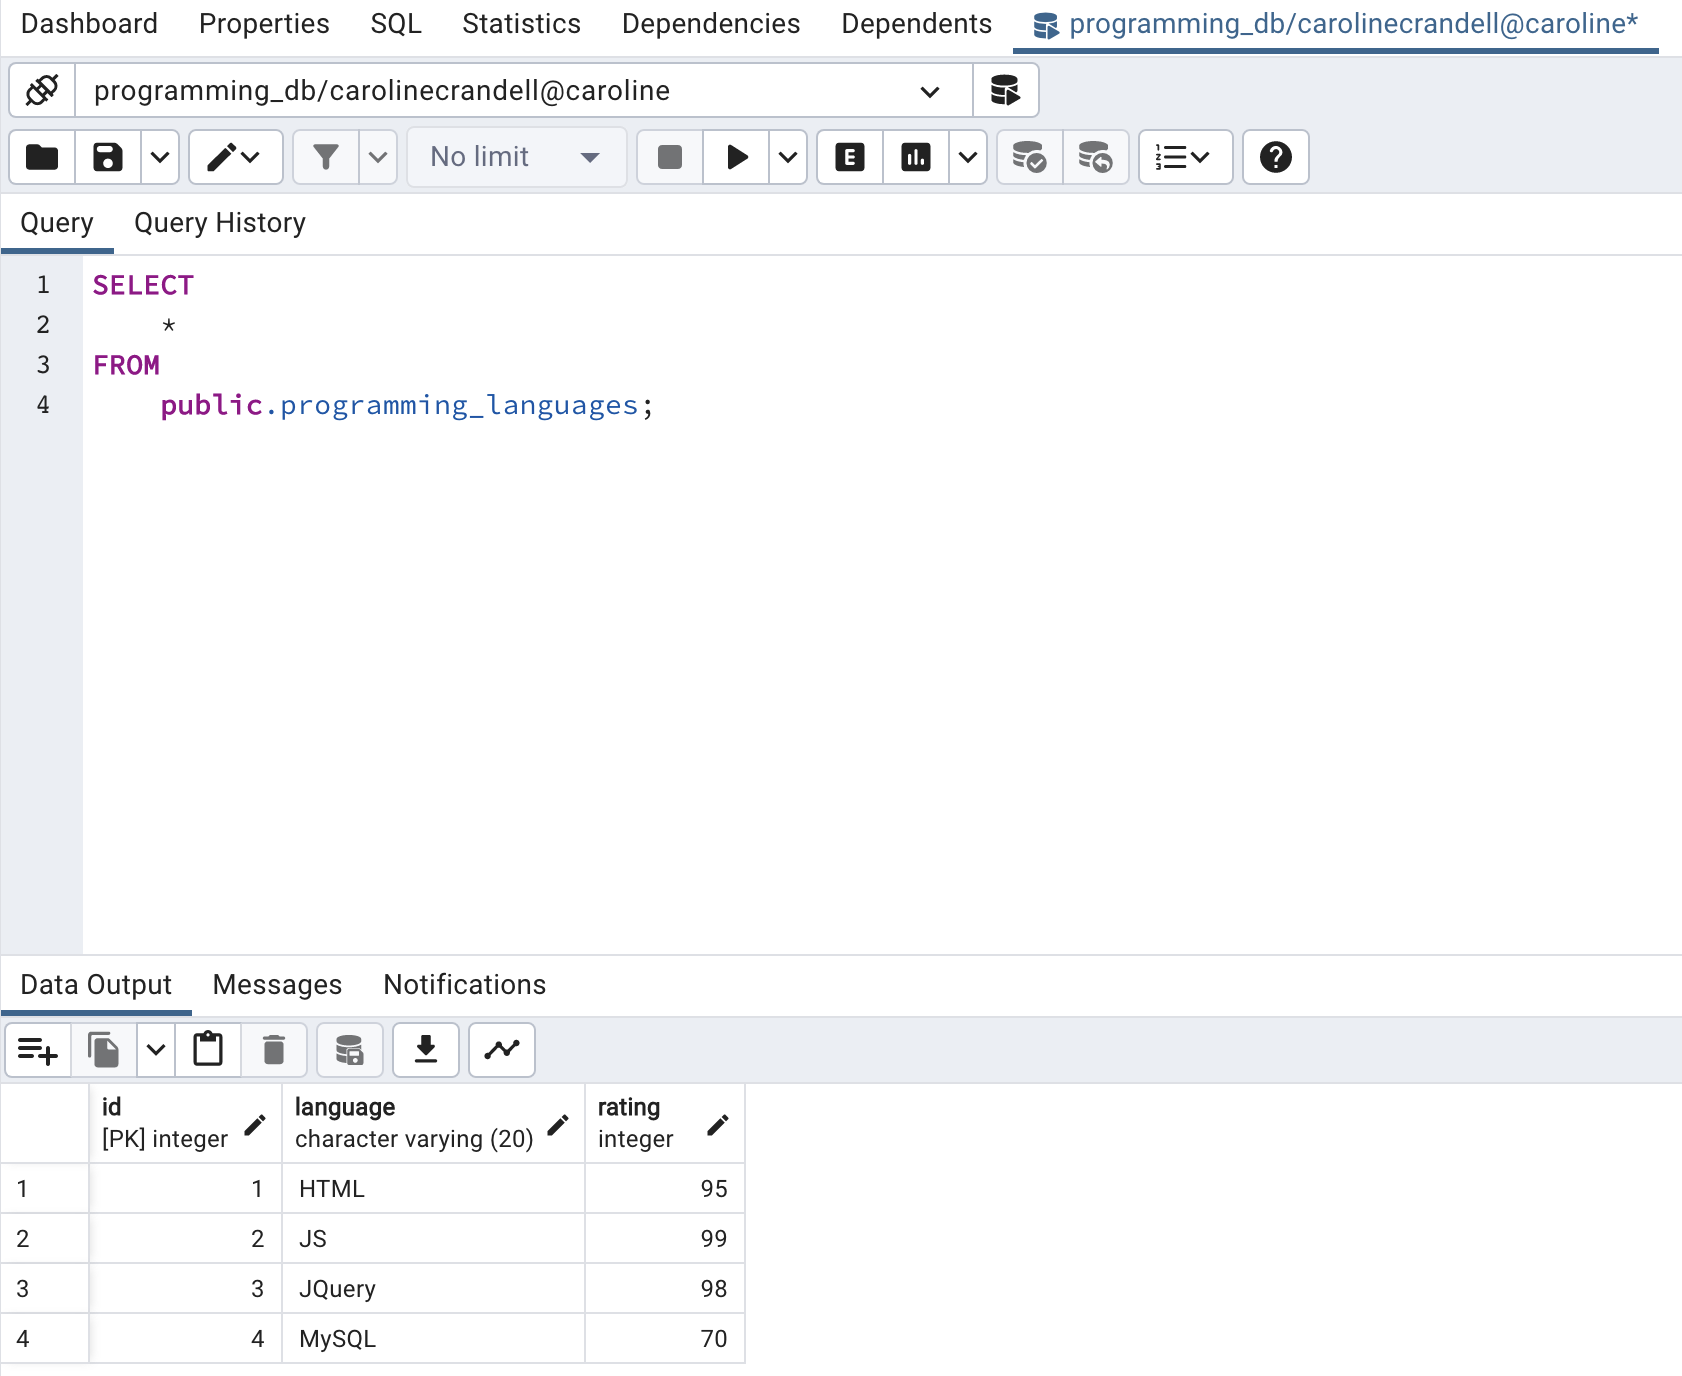 Dashboard Properties SQL Statistics Dependencies Dependents programming_db/carolinecrandell@caroline*
programming_db/carolinecrandell@caroline
No limit E ?
Query Query History
1 SELECT
2 *
3 FROM
4 public.programming_languages;
Data Output Messages Notifications
id language rating
[PK] integer character varying (20) integer
1 1 HTML 95
2 2 JS 99
3 3 JQuery 98
4 4 MySQL 70